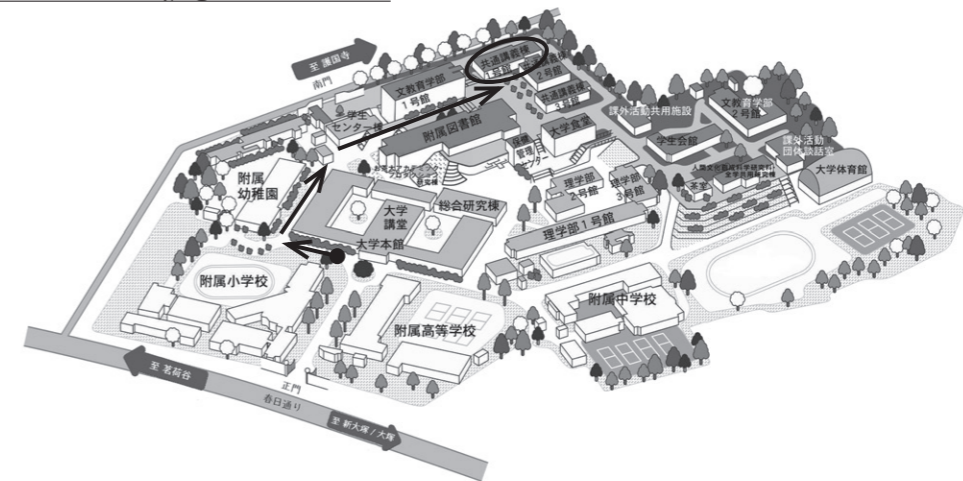 至 護国寺
南門
共通講義棟
1号館
共通講義棟
2号館
共通講義棟
3号館
文教育学部
1号館
学生
センター棟
附属図書館
保健
管理
センター
大学食堂
課外活動共用施設
文教育学部
2号館
学生会館
課外活動
団体談話室
大学体育館
茶室
附属
幼稚園
大学
講堂
総合研究棟
大学本館
理学部
2号館
理学部
3号館
理学部1号館
附属小学校
附属高等学校
附属中学校
至 茗荷谷
正門
春日通り
至 新大塚/大塚